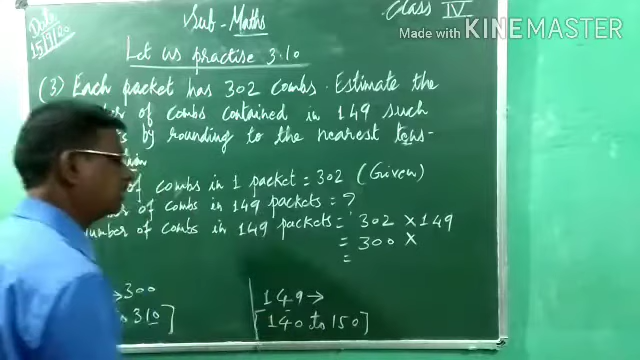 Date 15/9/20
Sub- Maths
Class IV
Made with KINEMASTER
Let us practise 3.10
(3) Each packet has 302 combs. Estimate the
of combs contained in 149 such
by rounding to the nearest tens-
of combs in 1 packet = 302 (Given)
of combs in 149 packets = ?
number of combs in 149 packets = 302 × 149
= 300 ×
=
→300
310]
149 →
[140 to 150]